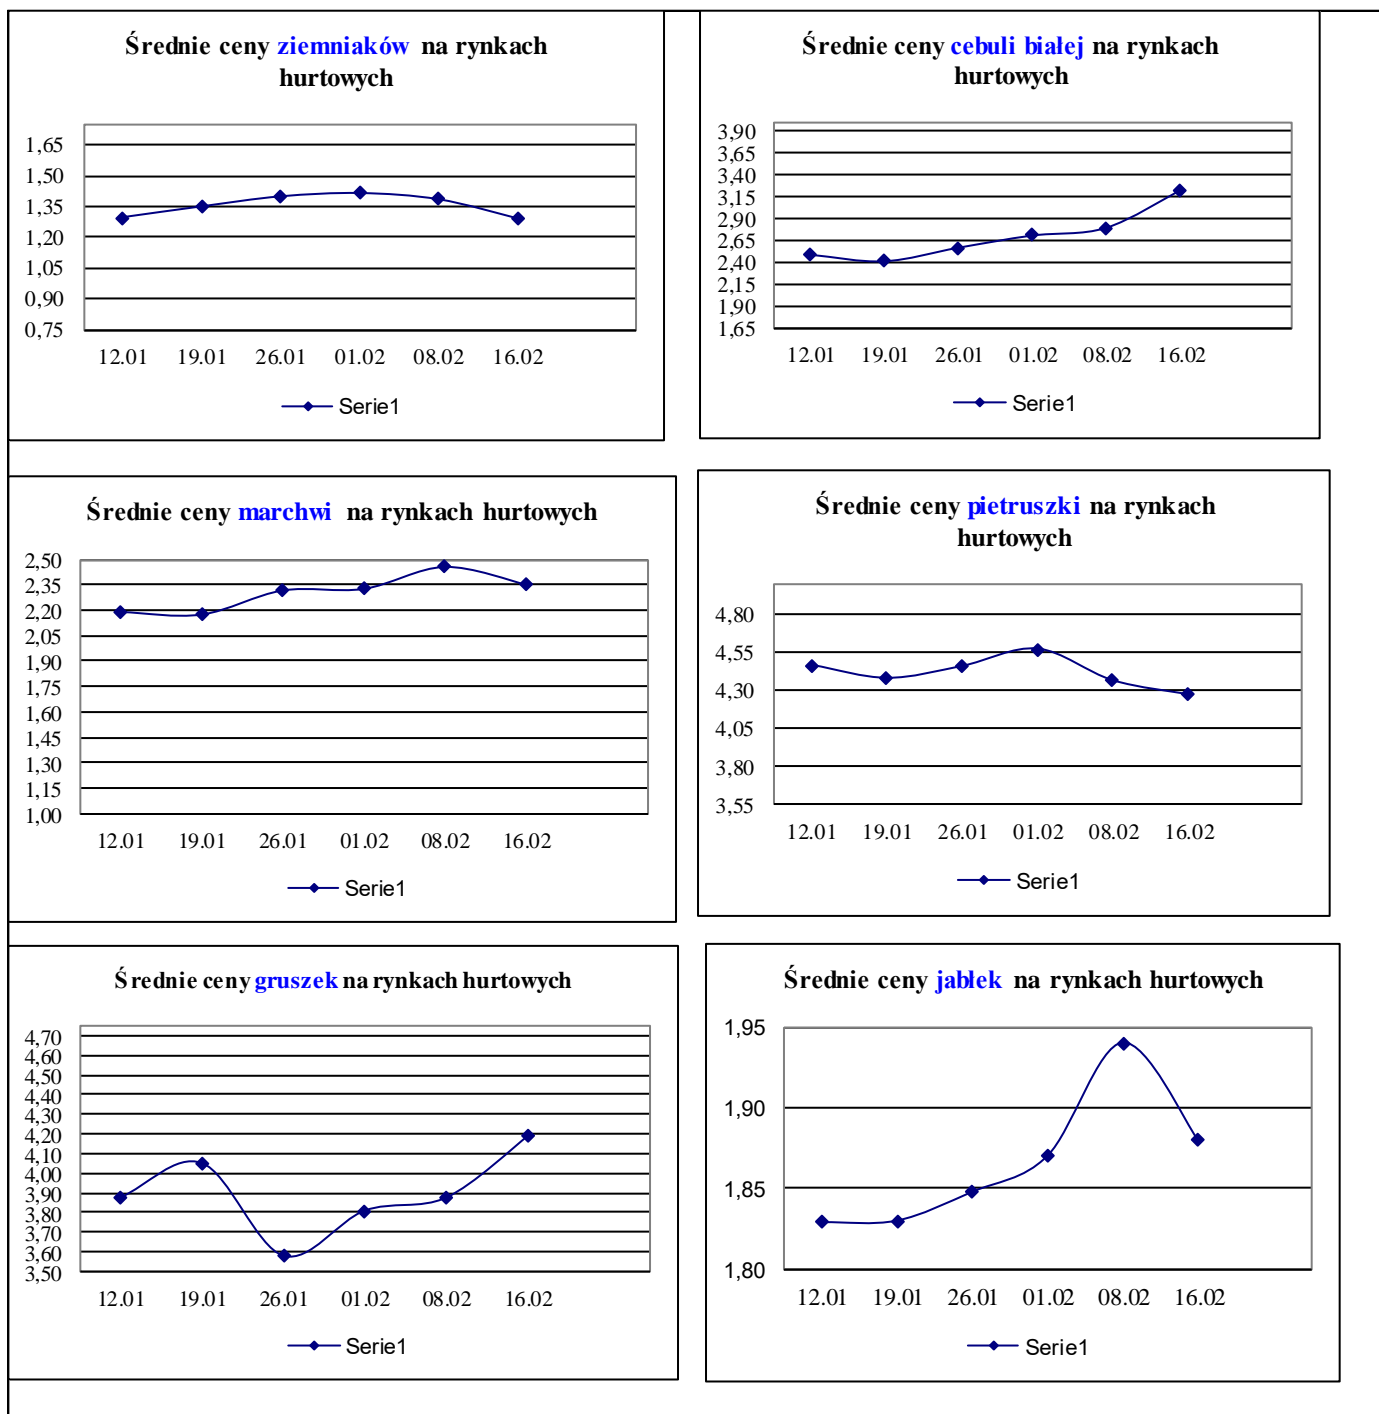 Średnie ceny ziemniaków na rynkach
hurtowych
1,65
1,50
1,35
1,20
1,05
0,90
0,75
12.01 19.01 26.01 01.02 08.02 16.02
Serie1
Średnie ceny cebuli białej na rynkach
hurtowych
3,90
3,65
3,40
3,15
2,90
2,65
2,40
2,15
1,90
1,65
12.01 19.01 26.01 01.02 08.02 16.02
Serie1
Średnie ceny marchwi na rynkach hurtowych
2,50
2,35
2,20
2,05
1,90
1,75
1,60
1,45
1,30
1,15
1,00
12.01 19.01 26.01 01.02 08.02 16.02
Serie1
Średnie ceny pietruszki na rynkach
hurtowych
4,80
4,55
4,30
4,05
3,80
3,55
12.01 19.01 26.01 01.02 08.02 16.02
Serie1
Średnie ceny gruszek na rynkach hurtowych
4,70
4,60
4,50
4,40
4,30
4,20
4,10
4,00
3,90
3,80
3,70
3,60
3,50
12.01 19.01 26.01 01.02 08.02 16.02
Serie1
Średnie ceny jabłek na rynkach hurtowych
1,95
1,90
1,85
1,80
12.01 19.01 26.01 01.02 08.02 16.02
Serie1